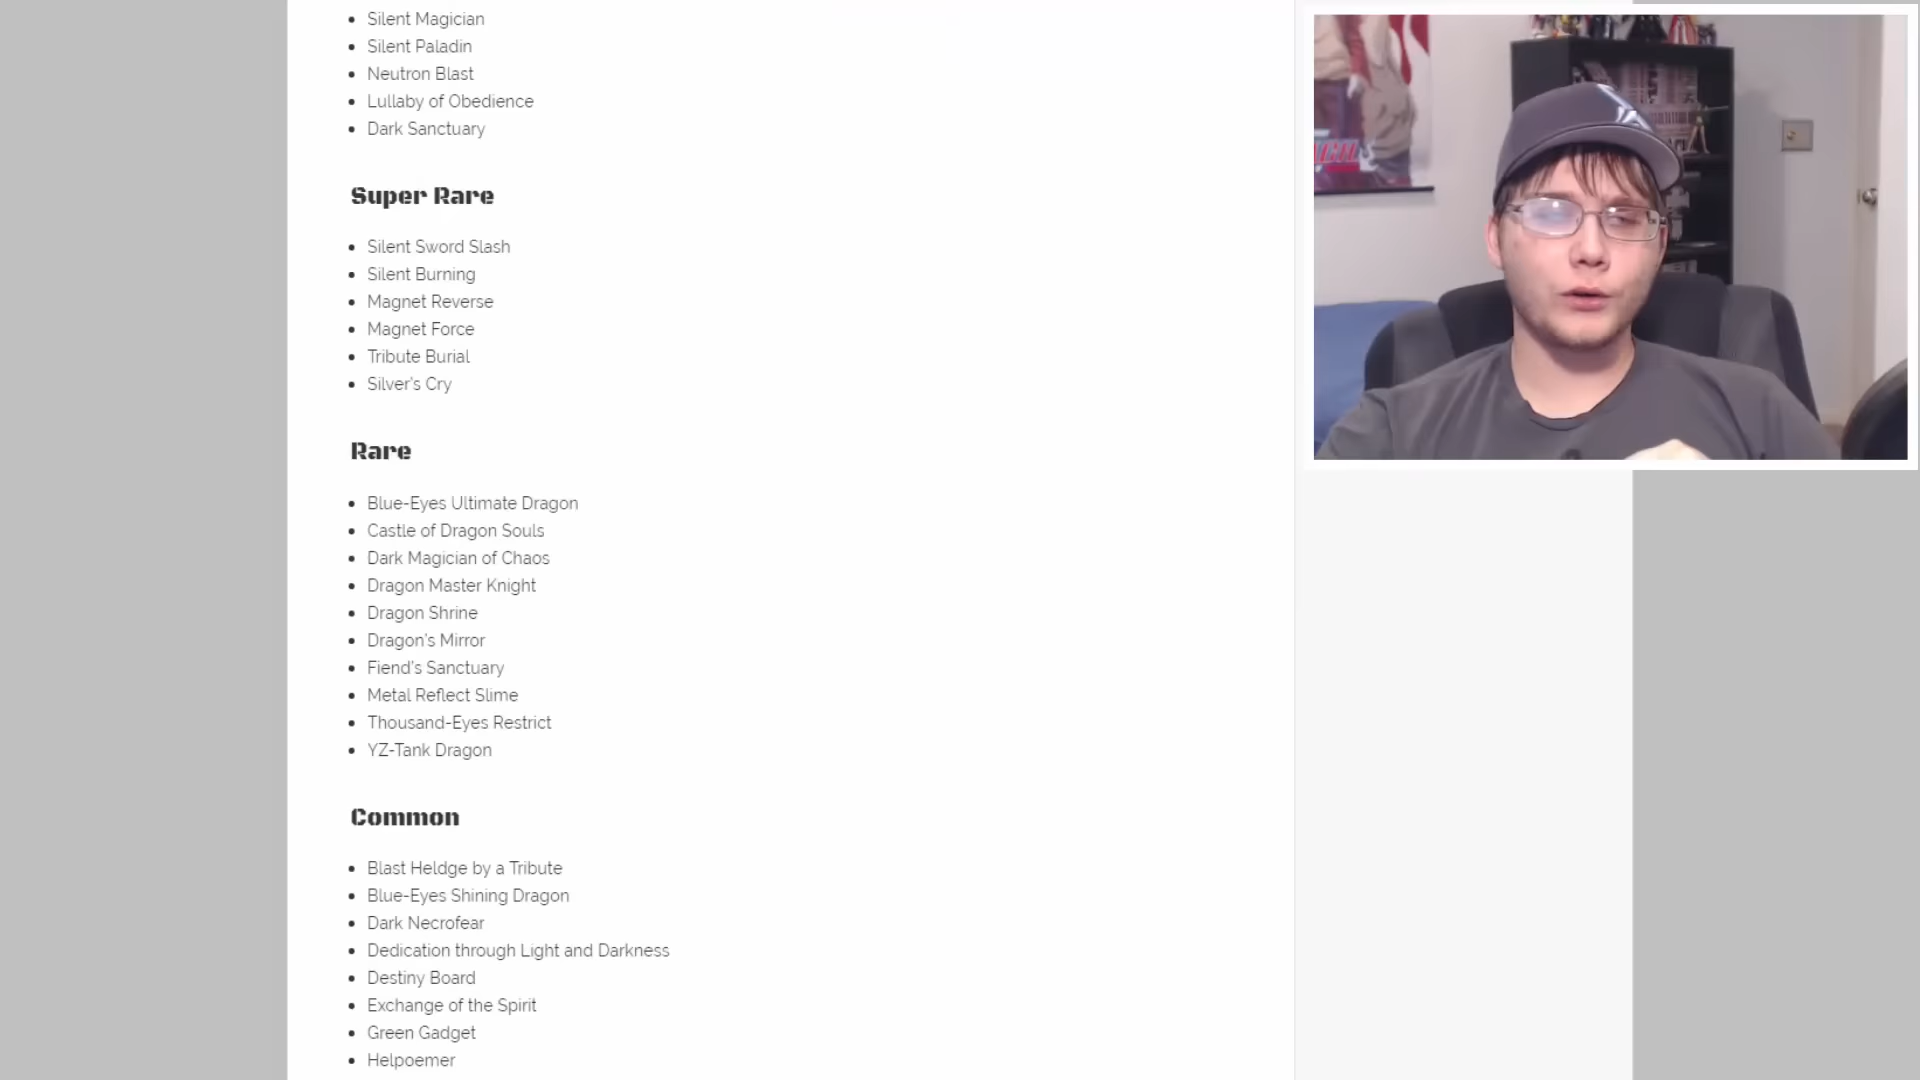 Silent Magician
Silent Paladin
Neutron Blast
Lullaby of Obedience
Dark Sanctuary
Super Rare
Silent Sword Slash
Silent Burning
Magnet Reverse
Magnet Force
Tribute Burial
Silver's Cry
Rare
Blue-Eyes Ultimate Dragon
Castle of Dragon Souls
Dark Magician of Chaos
Dragon Master Knight
Dragon Shrine
Dragon's Mirror
Fiend's Sanctuary
Metal Reflect Slime
Thousand-Eyes Restrict
YZ-Tank Dragon
Common
Blast Heldge by a Tribute
Blue-Eyes Shining Dragon
Dark Necrofear
Dedication through Light and Darkness
Destiny Board
Exchange of the Spirit
Green Gadget
Helpoemer